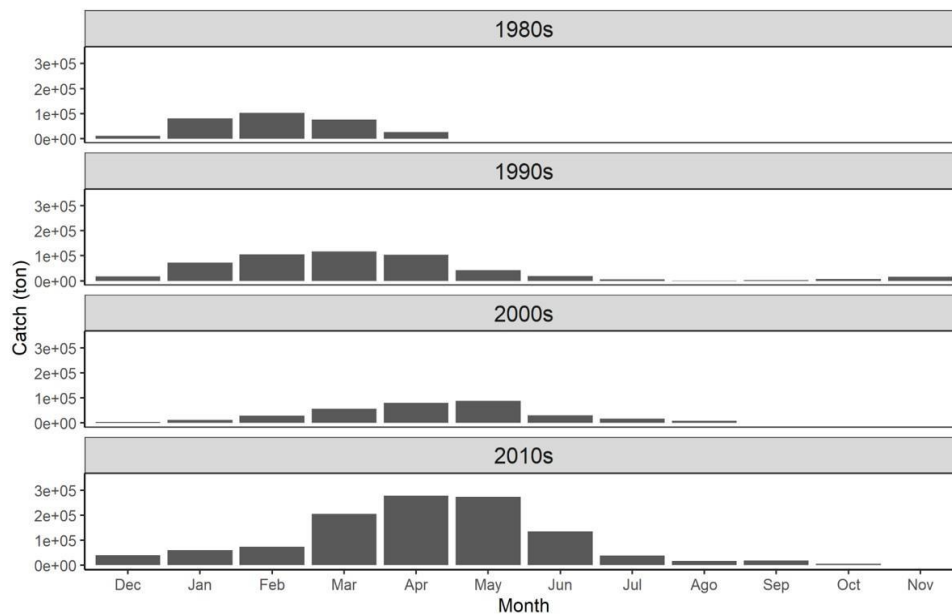 1980s
3e+05
2e+05
1e+05
0e+00
1990s
3e+05
2e+05
1e+05
0e+00
2000s
3e+05
2e+05
1e+05
0e+00
2010s
3e+05
2e+05
1e+05
0e+00
Catch (ton)
Dec Jan Feb Mar Apr May Jun Jul Ago Sep Oct Nov
Month